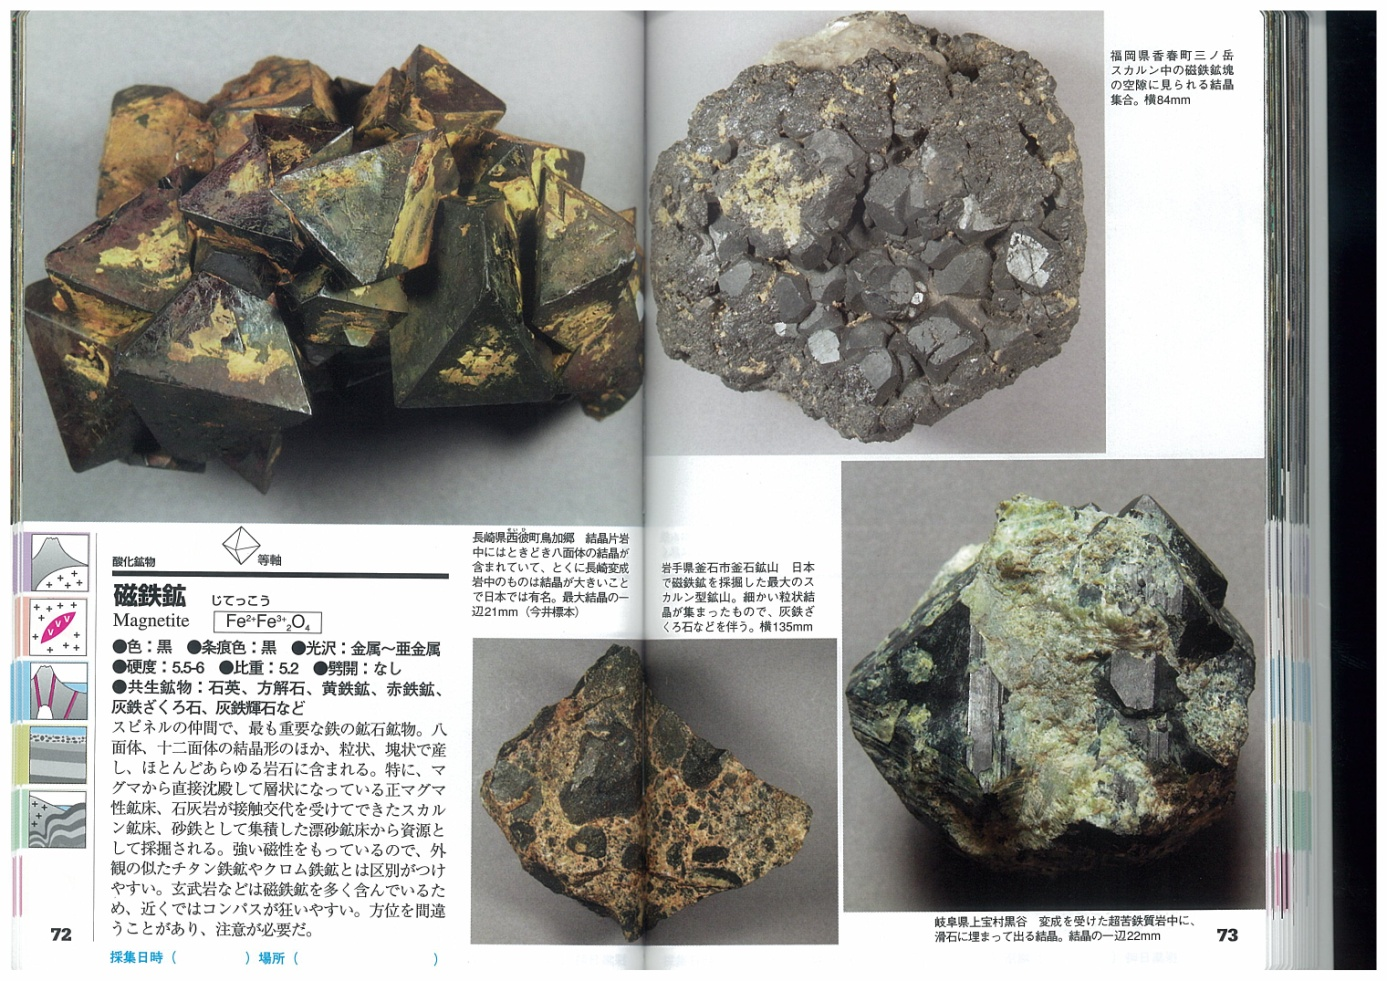 酸化鉱物
等軸
磁鉄鉱 じてっこう
Magnetite Fe²⁺Fe³⁺₂O₄
●色：黒 ●条痕色：黒 ●光沢：金属〜亜金属
●硬度：5.5-6 ●比重：5.2 ●劈開：なし
●共生鉱物：石英、方解石、黄鉄鉱、赤鉄鉱、
灰鉄ざくろ石、灰鉄輝石など
スピネルの仲間で、最も重要な鉄の鉱石鉱物。八
面体、十二面体の結晶形のほか、粒状、塊状で産
し、ほとんどあらゆる岩石に含まれる。特に、マ
グマから直接沈殿して層状になっている正マグマ
性鉱床、石灰岩が接触交代を受けてできたスカル
ン鉱床、砂鉄として集積した漂砂鉱床から資源と
して採掘される。強い磁性をもっているので、外
観の似たチタン鉄鉱やクロム鉄鉱とは区別がつけ
やすい。玄武岩などは磁鉄鉱を多く含んでいるた
め、近くではコンパスが狂いやすい。方位を間違
うことがあり、注意が必要だ。
72
採集日時（ ）場所（ ）
せいひ
長崎県西彼町鳥加郷 結晶片岩
中にはときどき八面体の結晶が
含まれていて、とくに長崎変成
岩中のものは結晶が大きいこと
で日本では有名。最大結晶の一
辺21mm（今井標本）
岩手県釜石市釜石鉱山 日本
で磁鉄鉱を採掘した最大のス
カルン型鉱山。細かい粒状結
晶が集まったもので、灰鉄ざ
くろ石などを伴う。横135mm
福岡県香春町三ノ岳
スカルン中の磁鉄鉱塊
の空隙に見られる結晶
集合。横84mm
岐阜県上宝村黒谷 変成を受けた超苦鉄質岩中に、
滑石に埋まって出る結晶。結晶の一辺22mm
73